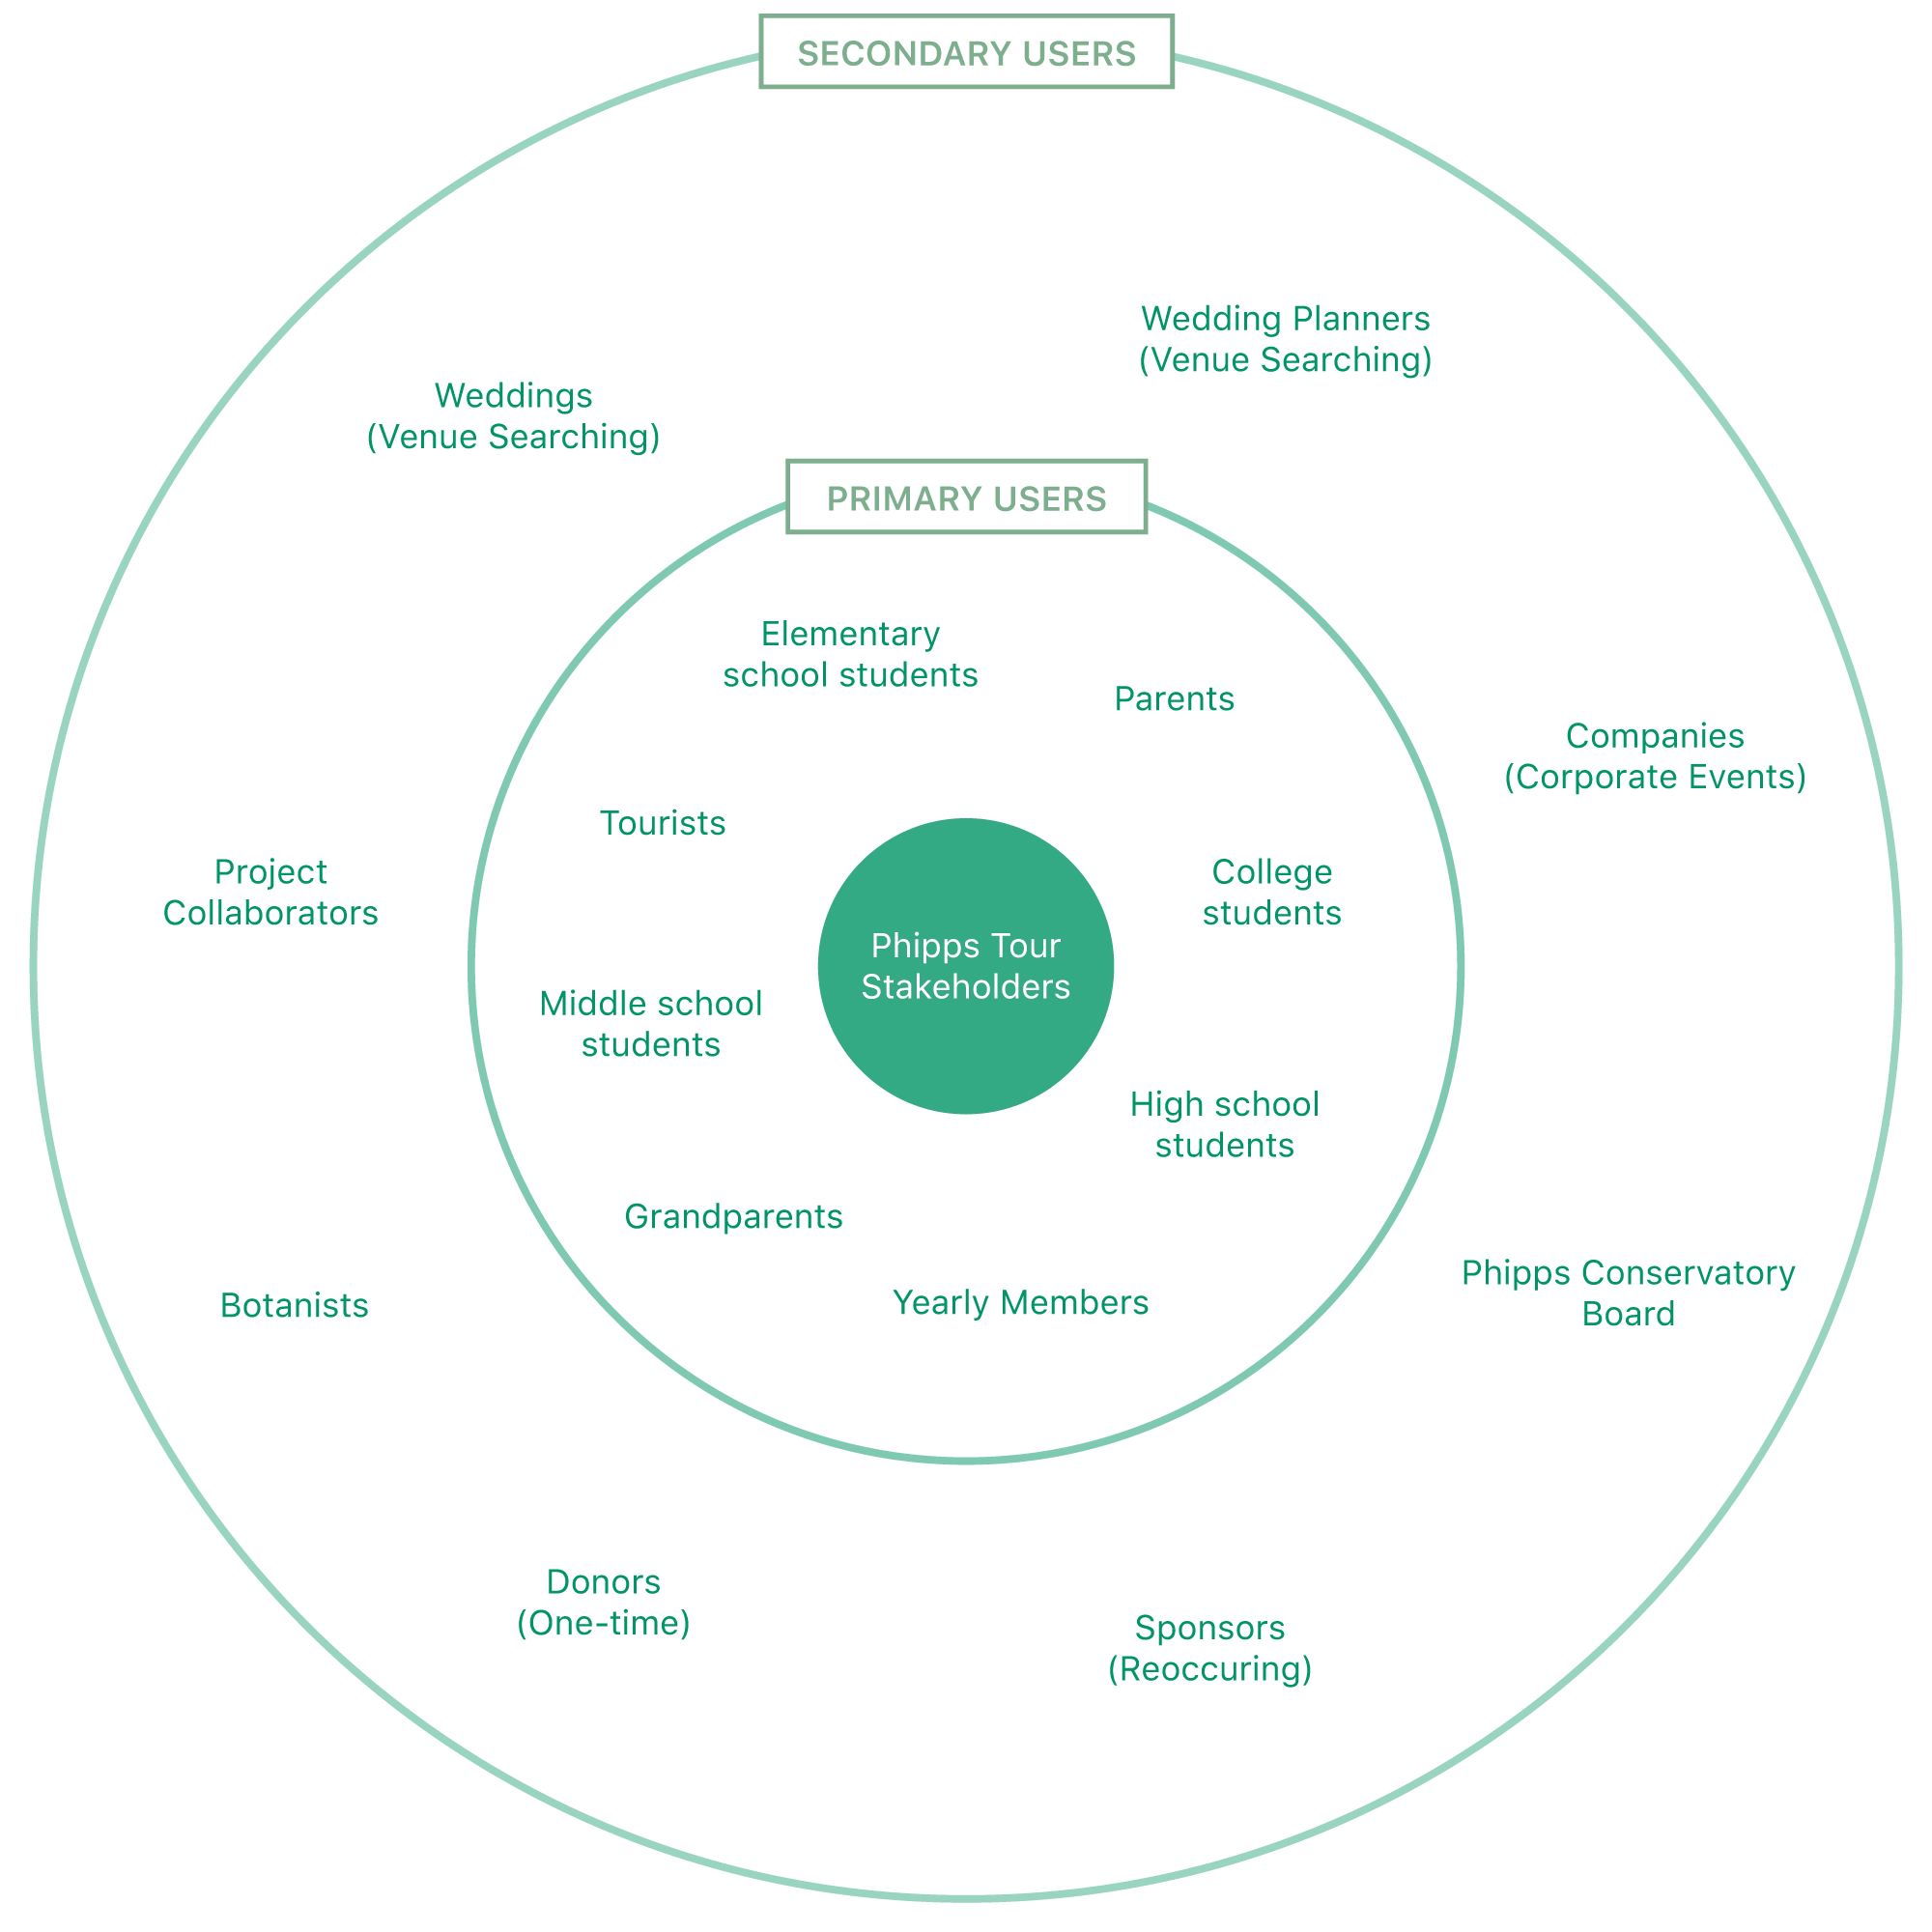 SECONDARY USERS
Wedding Planners
(Venue Searching)
Weddings
(Venue Searching)
PRIMARY USERS
Elementary
school students
Parents
Companies
(Corporate Events)
Tourists
Project
Collaborators
College
students
Phipps Tour
Stakeholders
Middle school
students
High school
students
Grandparents
Yearly Members
Botanists
Phipps Conservatory
Board
Donors
(One-time)
Sponsors
(Reoccuring)